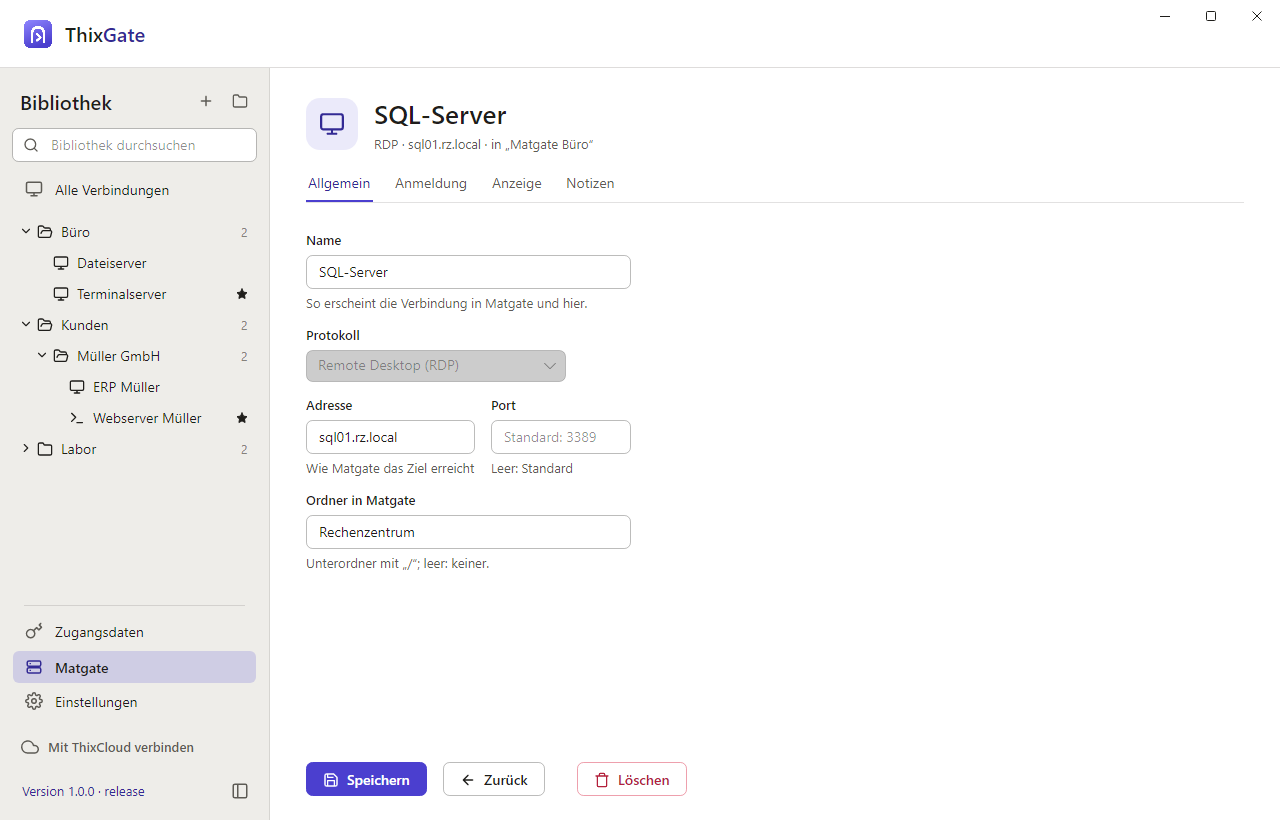 ThixGate
Bibliothek
Bibliothek durchsuchen
Alle Verbindungen
Büro 2
Dateiserver
Terminalserver
Kunden 2
Müller GmbH 2
ERP Müller
Webserver Müller
Labor 2
Zugangsdaten
Matgate
Einstellungen
Mit ThixCloud verbinden
Version 1.0.0 · release
SQL-Server
RDP · sql01.rz.local · in „Matgate Büro“
Allgemein Anmeldung Anzeige Notizen
Name
SQL-Server
So erscheint die Verbindung in Matgate und hier.
Protokoll
Remote Desktop (RDP)
Adresse Port
sql01.rz.local Standard: 3389
Wie Matgate das Ziel erreicht Leer: Standard
Ordner in Matgate
Rechenzentrum
Unterordner mit „/“; leer: keiner.
Speichern Zurück Löschen